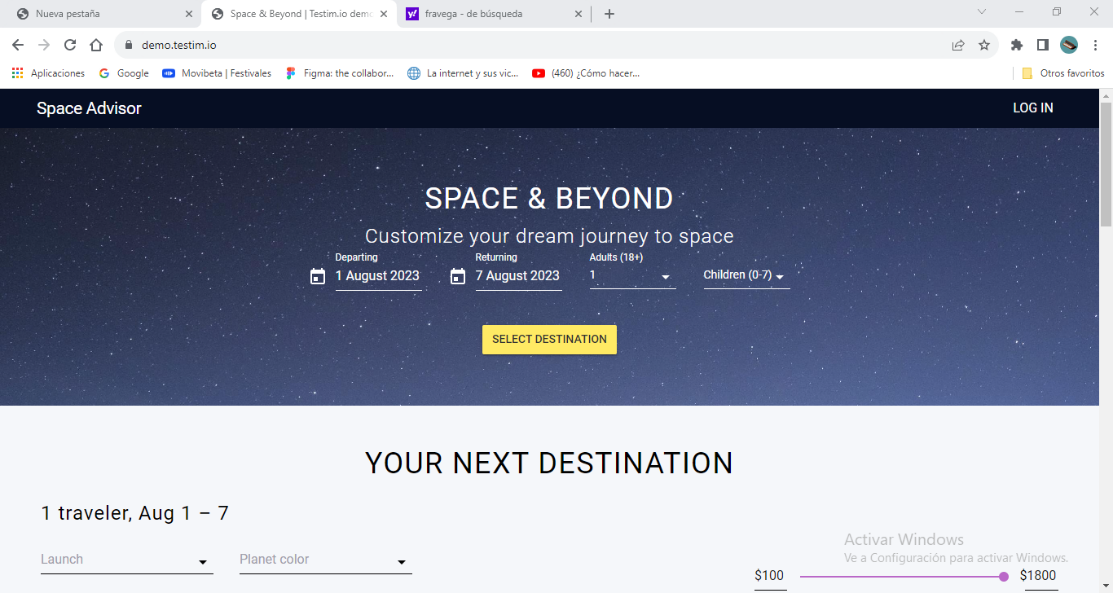 Nueva pestaña
Space & Beyond | Testim.io demo
fravega - de búsqueda
demo.testim.io
Aplicaciones
Google
Movibeta | Festivales
Figma: the collabor...
La internet y sus vic...
(460) ¿Cómo hacer...
Otros favoritos
Space Advisor
LOG IN
SPACE & BEYOND
Customize your dream journey to space
Departing
Returning
Adults (18+)
1 August 2023
7 August 2023
1
Children (0-7)
SELECT DESTINATION
YOUR NEXT DESTINATION
1 traveler, Aug 1 – 7
Launch
Planet color
Activar Windows
Ve a Configuración para activar Windows.
$100
$1800